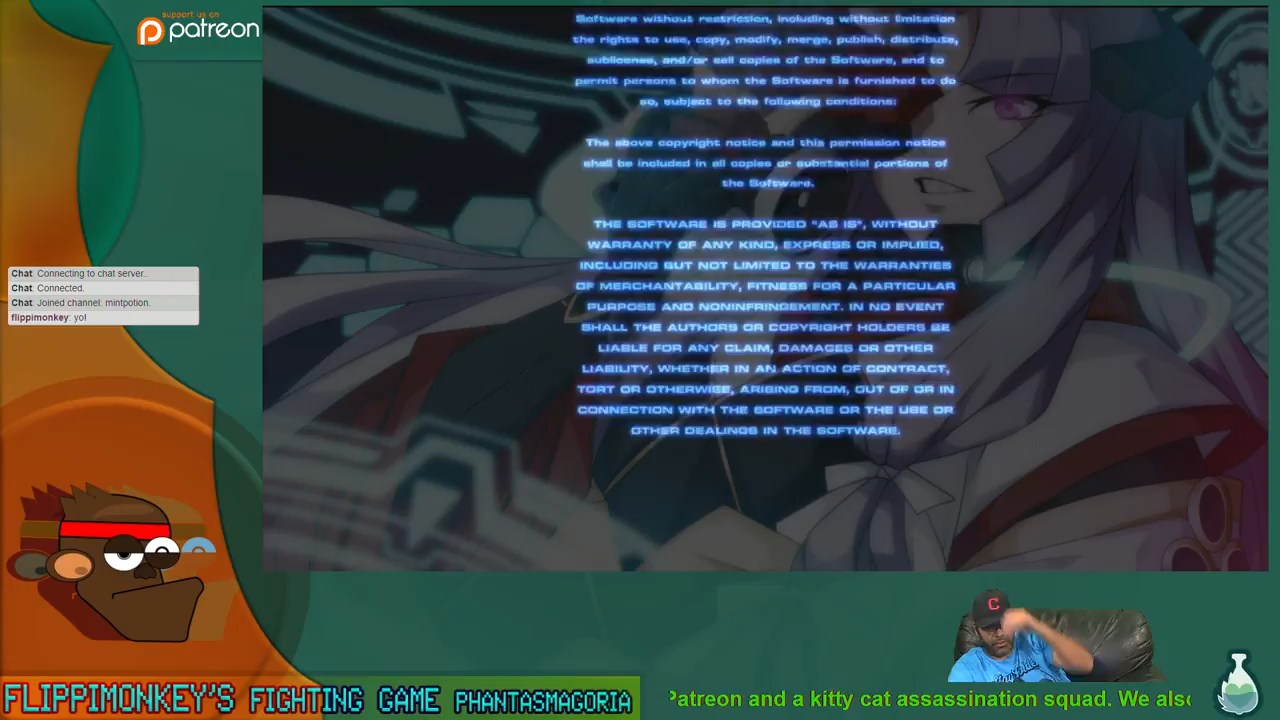 support us on
patreon
Software without restriction, including without limitation
the rights to use, copy, modify, merge, publish, distribute,
sublicense, and/or sell copies of the Software, and to
permit persons to whom the Software is furnished to do
so, subject to the following conditions:
The above copyright notice and this permission notice
shall be included in all copies or substantial portions of
the Software.
THE SOFTWARE IS PROVIDED "AS IS", WITHOUT
WARRANTY OF ANY KIND, EXPRESS OR IMPLIED,
INCLUDING BUT NOT LIMITED TO THE WARRANTIES
OF MERCHANTABILITY, FITNESS FOR A PARTICULAR
PURPOSE AND NONINFRINGEMENT. IN NO EVENT
SHALL THE AUTHORS OR COPYRIGHT HOLDERS BE
LIABLE FOR ANY CLAIM, DAMAGES OR OTHER
LIABILITY, WHETHER IN AN ACTION OF CONTRACT,
TORT OR OTHERWISE, ARISING FROM, OUT OF OR IN
CONNECTION WITH THE SOFTWARE OR THE USE OR
OTHER DEALINGS IN THE SOFTWARE.
Chat Connecting to chat server..
Chat Connected.
Chat Joined channel: mintpotion.
flippimonkey: yo!
C
FLIPPIMONKEY'S FIGHTING GAME PHANTASMAGORIA
Patreon and a kitty cat assassination squad. We also